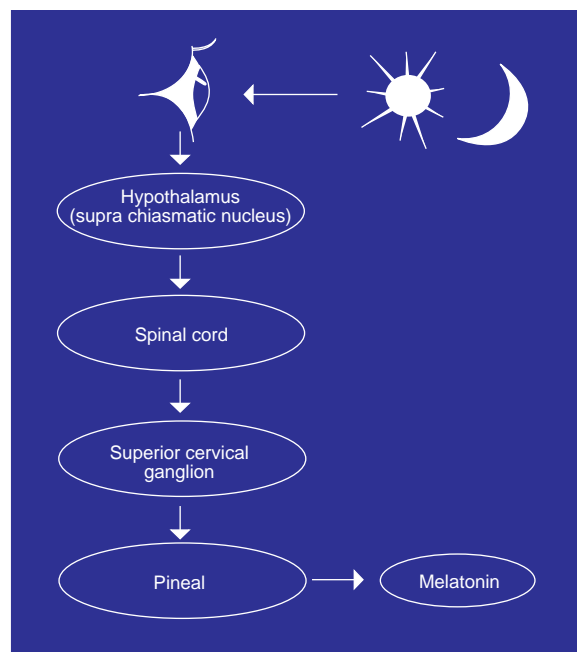 Hypothalamus
(supra chiasmatic nucleus)
Spinal cord
Superior cervical
ganglion
Pineal
Melatonin